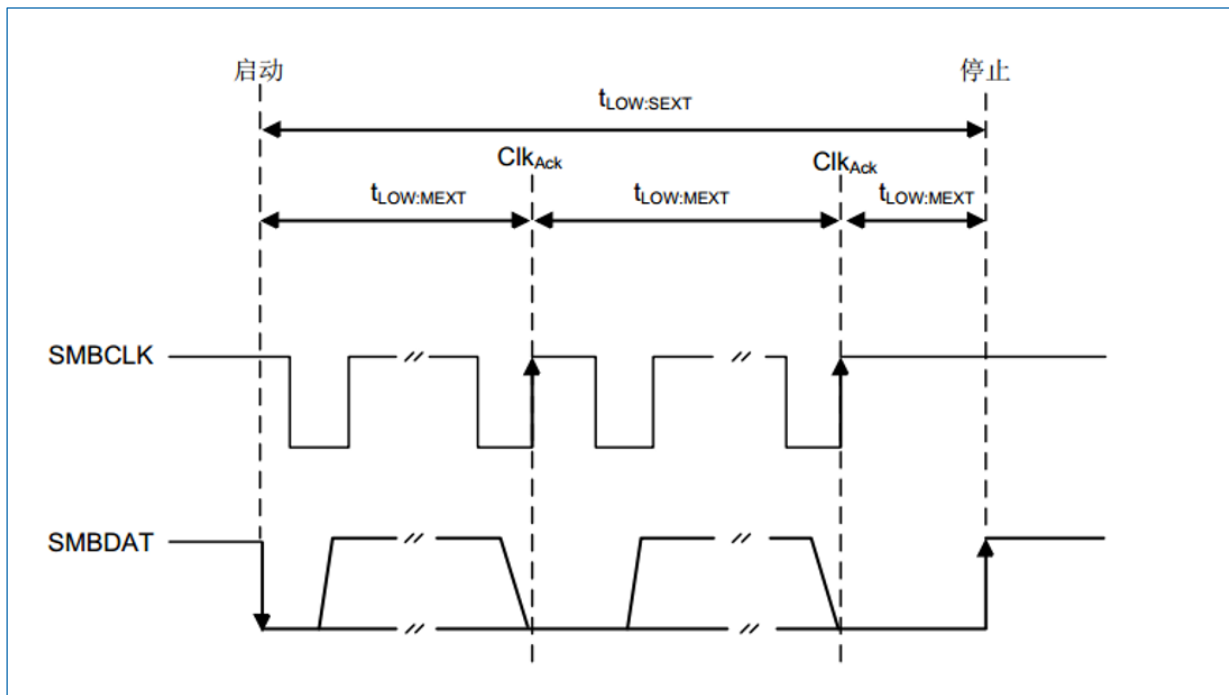 启动
停止
tLOW:SEXT
ClkAck
ClkAck
tLOW:MEXT
tLOW:MEXT
tLOW:MEXT
SMBCLK
SMBDAT